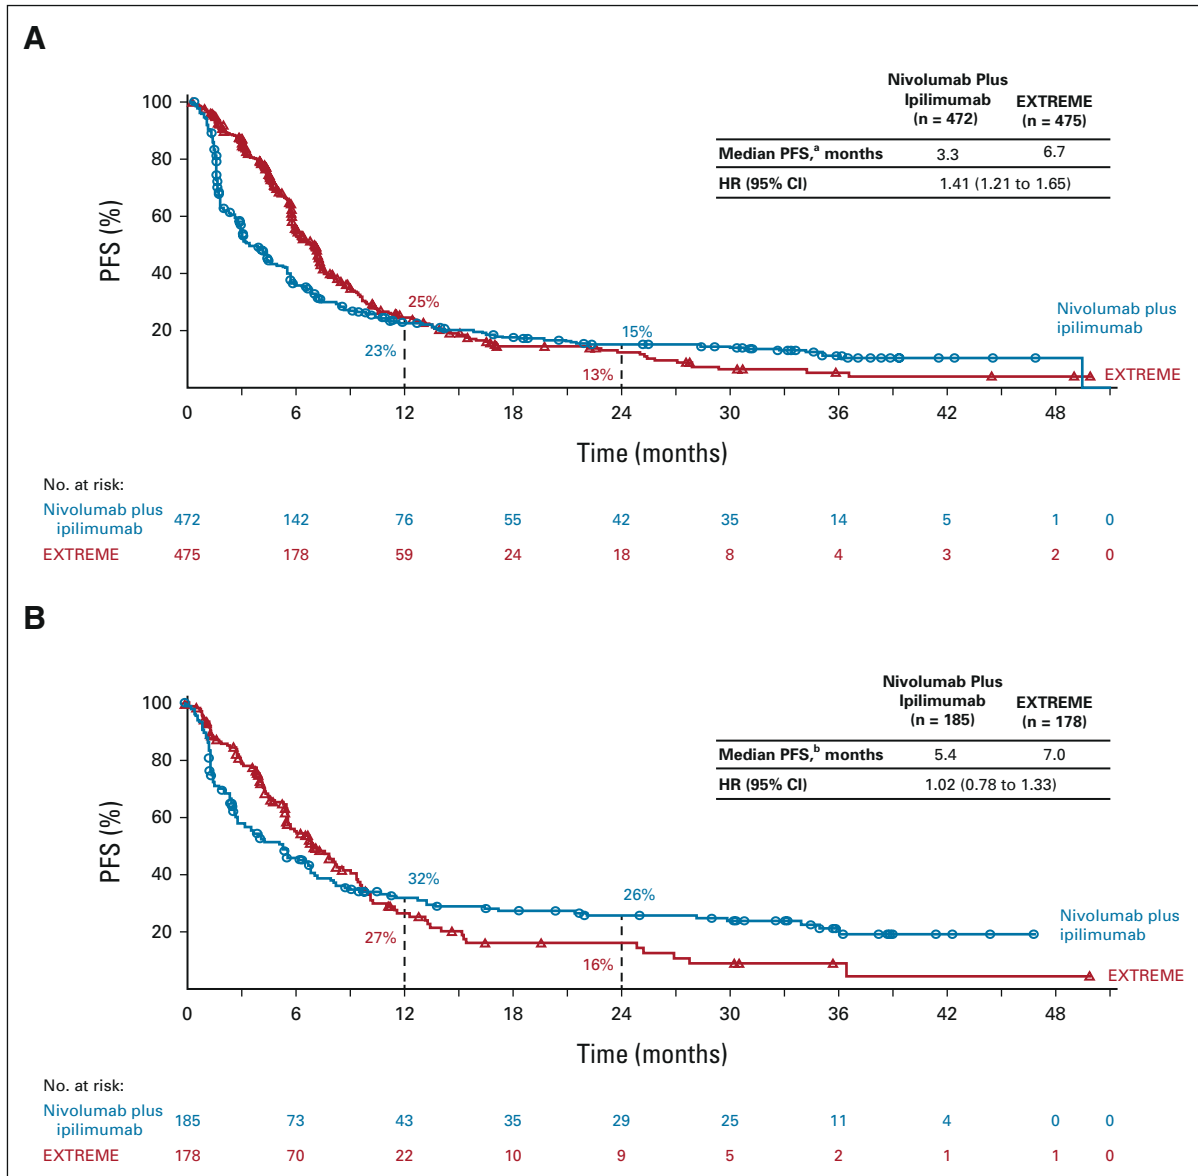 A
Nivolumab Plus
Ipilimumab EXTREME
(n = 472) (n = 475)
Median PFS,a months 3.3 6.7
HR (95% CI) 1.41 (1.21 to 1.65)
PFS (%)
100
80
60
40
20
25%
23%
15%
13%
Nivolumab plus
ipilimumab
EXTREME
0 6 12 18 24 30 36 42 48
Time (months)
No. at risk:
Nivolumab plus
ipilimumab 472 142 76 55 42 35 14 5 1 0
EXTREME 475 178 59 24 18 8 4 3 2 0
B
Nivolumab Plus
Ipilimumab EXTREME
(n = 185) (n = 178)
Median PFS,b months 5.4 7.0
HR (95% CI) 1.02 (0.78 to 1.33)
PFS (%)
100
80
60
40
20
32%
27%
26%
16%
Nivolumab plus
ipilimumab
EXTREME
0 6 12 18 24 30 36 42 48
Time (months)
No. at risk:
Nivolumab plus
ipilimumab 185 73 43 35 29 25 11 4 0 0
EXTREME 178 70 22 10 9 5 2 1 1 0